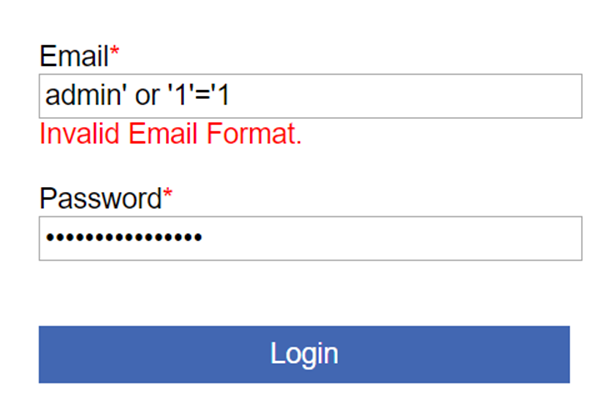 Email*
admin' or '1'='1
Invalid Email Format.
Password*
••••••••••••••••
Login